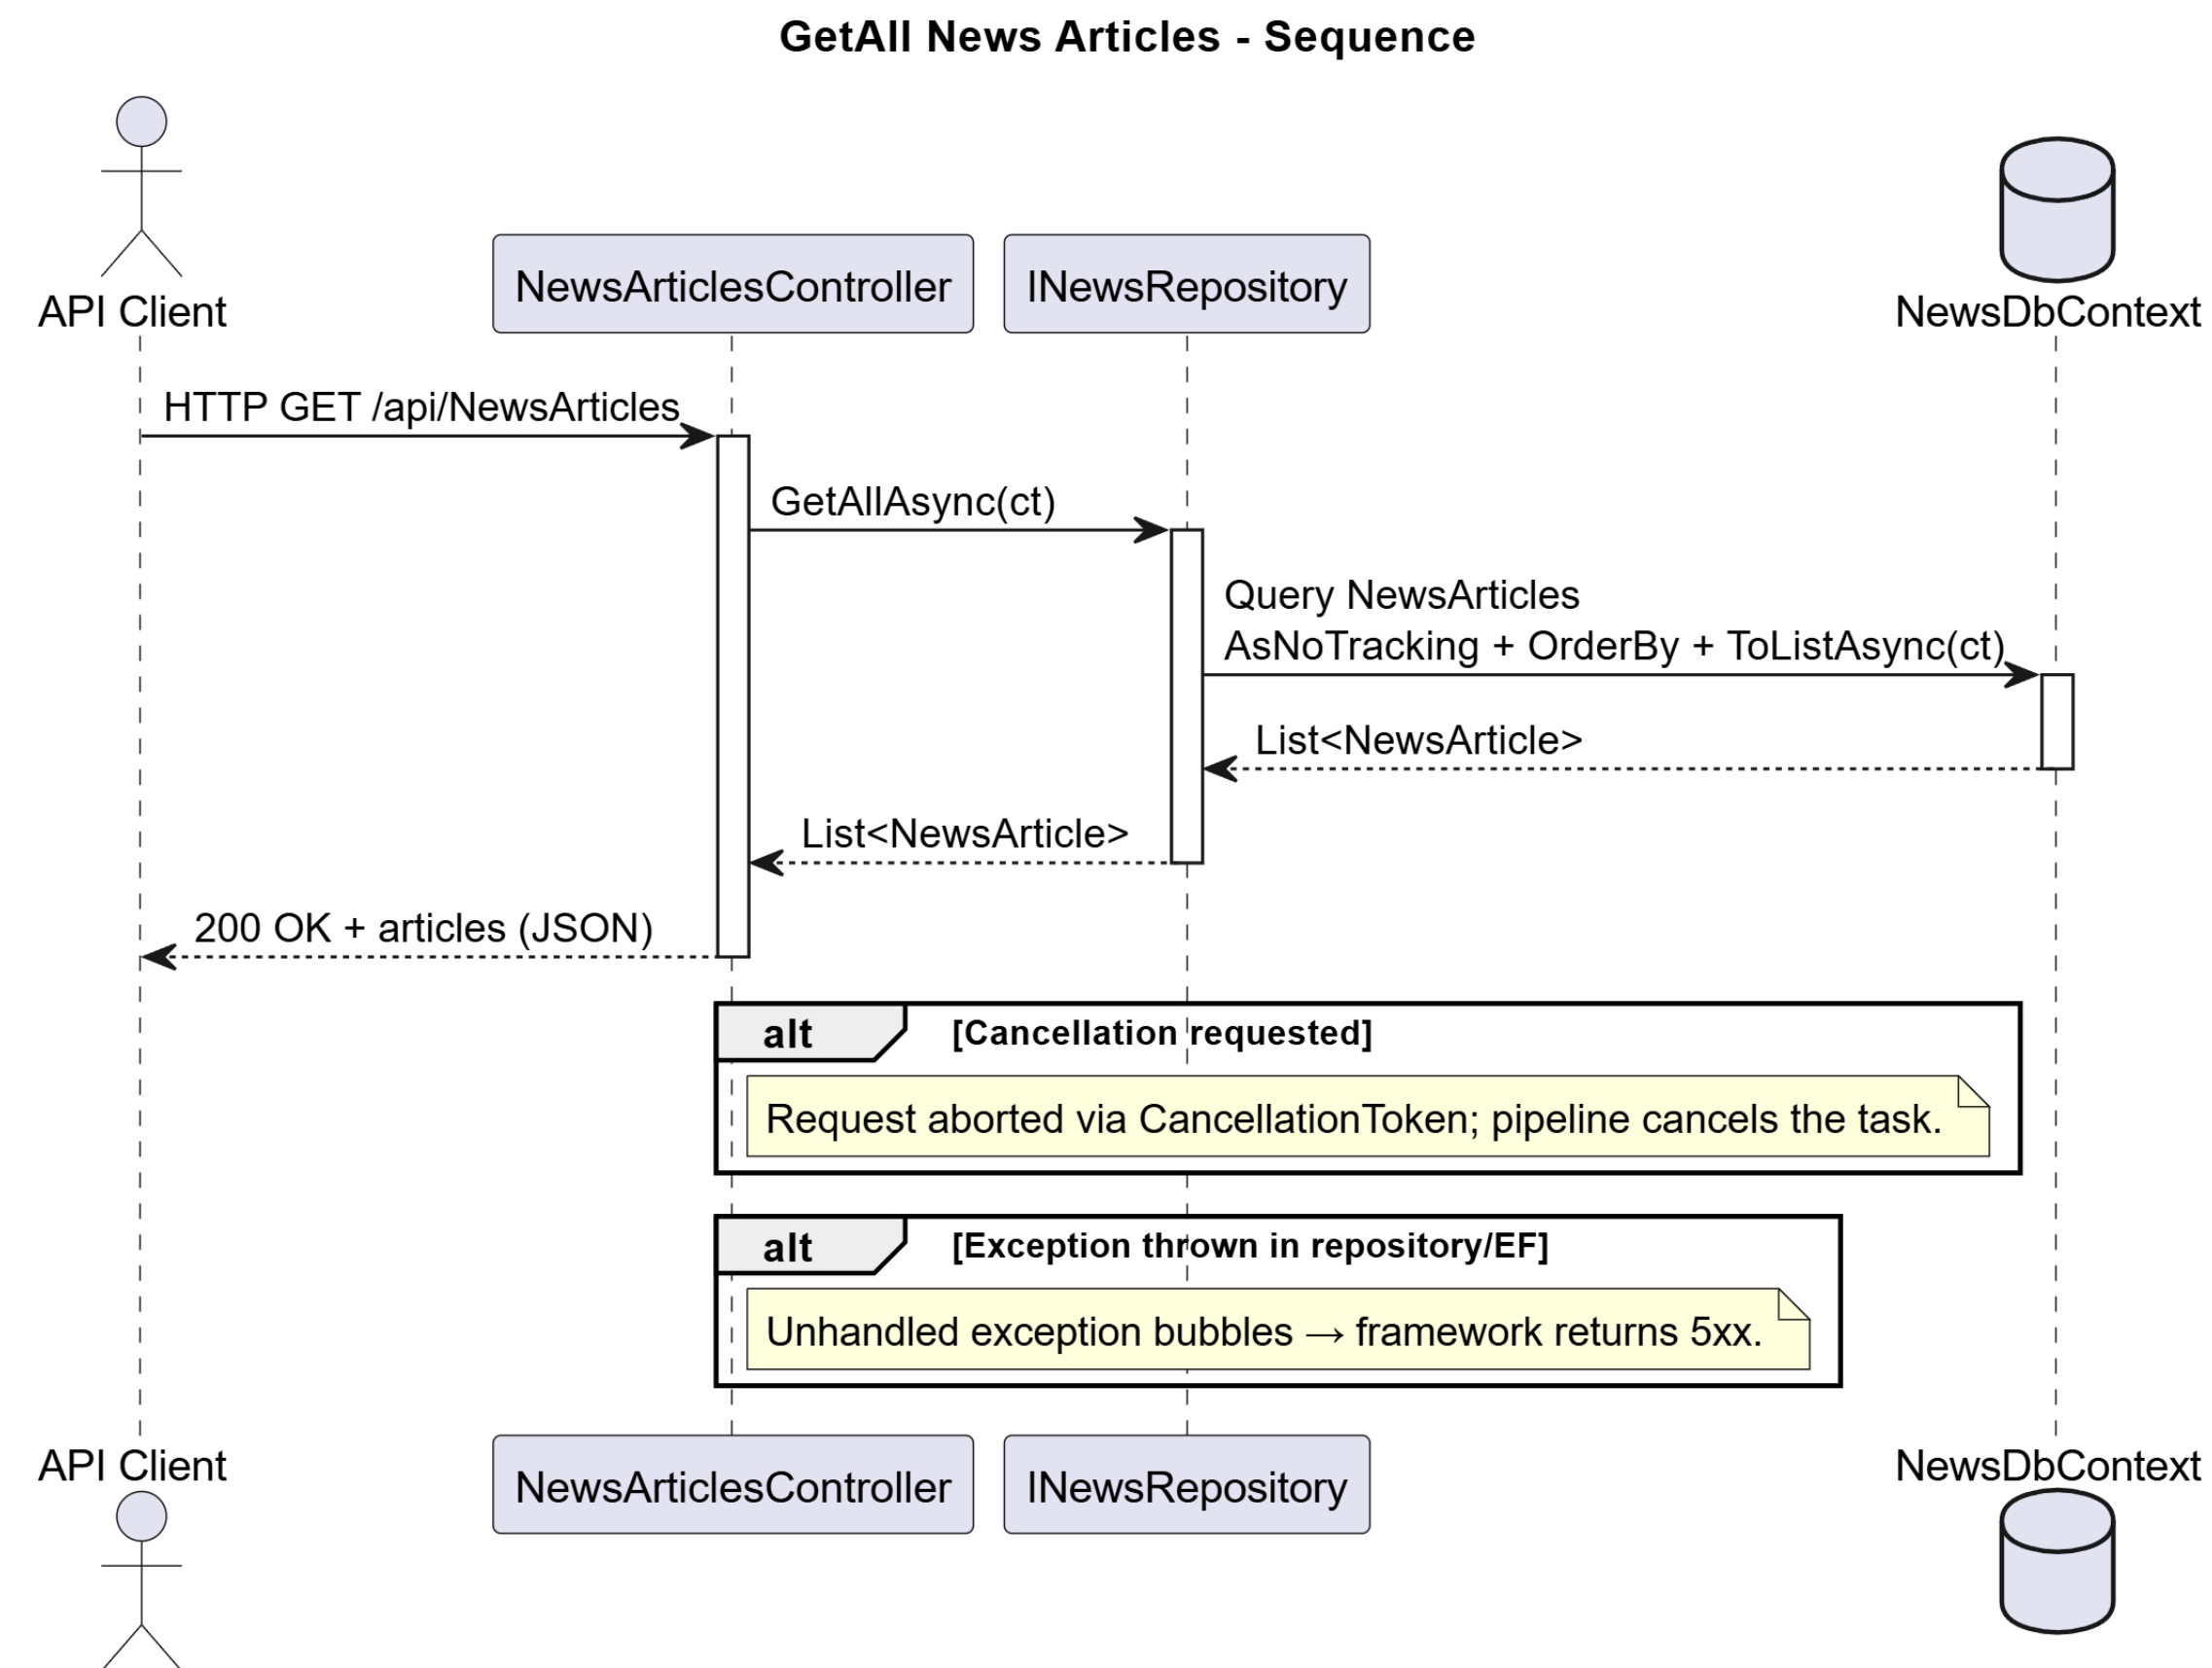 GetAll News Articles - Sequence
API Client
NewsArticlesController
INewsRepository
NewsDbContext
HTTP GET /api/NewsArticles
GetAllAsync(ct)
Query NewsArticles
AsNoTracking + OrderBy + ToListAsync(ct)
List<NewsArticle>
List<NewsArticle>
200 OK + articles (JSON)
alt [Cancellation requested]
Request aborted via CancellationToken; pipeline cancels the task.
alt [Exception thrown in repository/EF]
Unhandled exception bubbles → framework returns 5xx.
API Client
NewsArticlesController
INewsRepository
NewsDbContext